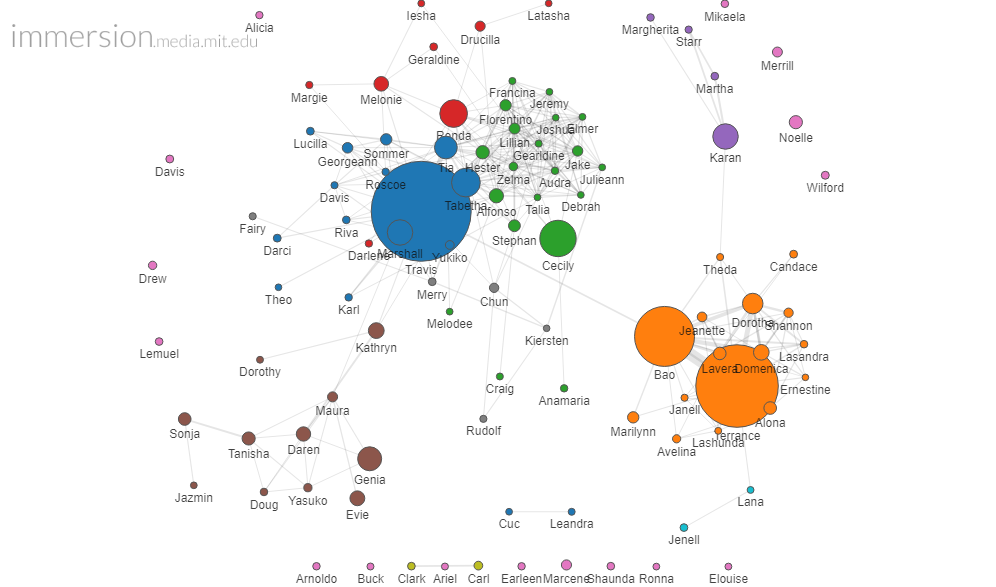 immersion.media.mit.edu
Alicia
Iesha
Latasha
Drucilla
Geraldine
Margherita
Mikaela
Starr
Merrill
Martha
Margie
Melonie
Francina
Jeremy
Florentino
Joshua
Elmer
Ronda
Noelle
Lucilla
Georgeann
Sommer
Tia
Hester
Lillian
Gearldine
Jake
Karan
Davis
Roscoe
Zelma
Audra
Julieann
Wilford
Davis
Tabetha
Alfonso
Talia
Debrah
Fairy
Riva
Stephan
Darci
Darlene
Marshall
Yukiko
Travis
Cecily
Drew
Theda
Candace
Theo
Karl
Merry
Chun
Melodee
Kiersten
Jeanette
Dorotha
Shannon
Lemuel
Kathryn
Lasandra
Dorothy
Bao
Lavera
Domenica
Craig
Anamaria
Ernestine
Maura
Janell
Alona
Sonja
Rudolf
Marilynn
Terrance
Lashunda
Avelina
Tanisha
Daren
Genia
Jazmin
Doug
Yasuko
Evie
Lana
Cuc
Leandra
Jenell
Arnoldo
Buck
Clark
Ariel
Carl
Earleen
Marcene
Shaunda
Ronna
Elouise